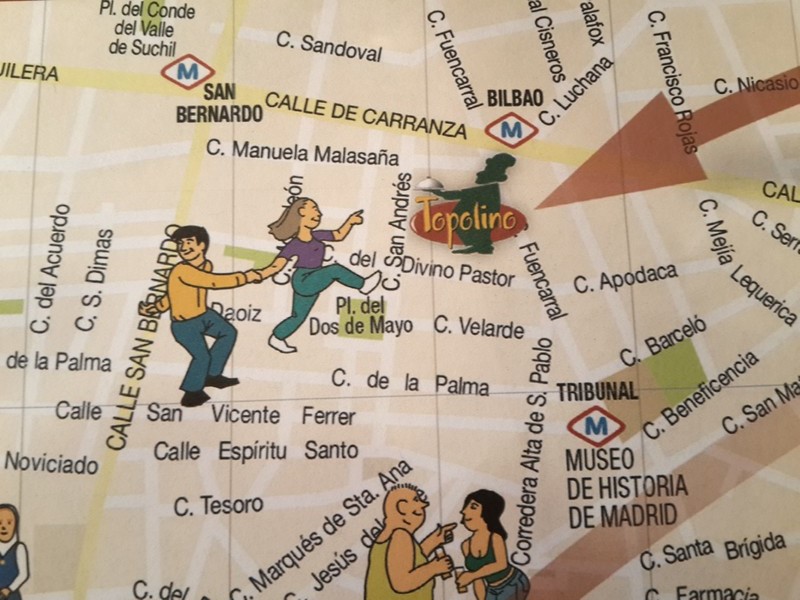 Pl. del Conde
del Valle
de Suchil
C. Sandoval
C. Fuencarral
al Cisneros
alafox
C. Luchana
C. Francisco Rojas
C. Nicasio
UILERA
M
SAN
BERNARDO
CALLE DE CARRANZA
BILBAO
M
C. Manuela Malasaña
CAL
C. del Acuerdo
C. S. Dimas
CALLE SAN BERNARDO
eón
C. San Andrés
Topolino
C. del Divino Pastor
Fuencarral
C. Apodaca
C. Mejía Lequerica
C. Serr
Daoiz
Pl. del
Dos de Mayo
C. Velarde
C. Barceló
de la Palma
C. de la Palma
C. Beneficencia
C. San Mat
Calle San Vicente Ferrer
TRIBUNAL
M
MUSEO
DE HISTORIA
DE MADRID
Corredera Alta de S. Pablo
Noviciado
Calle Espíritu Santo
C. Tesoro
C. Marqués de Sta. Ana
C. Jesús del
C. del
C. Santa Brígida
C. Farmacia